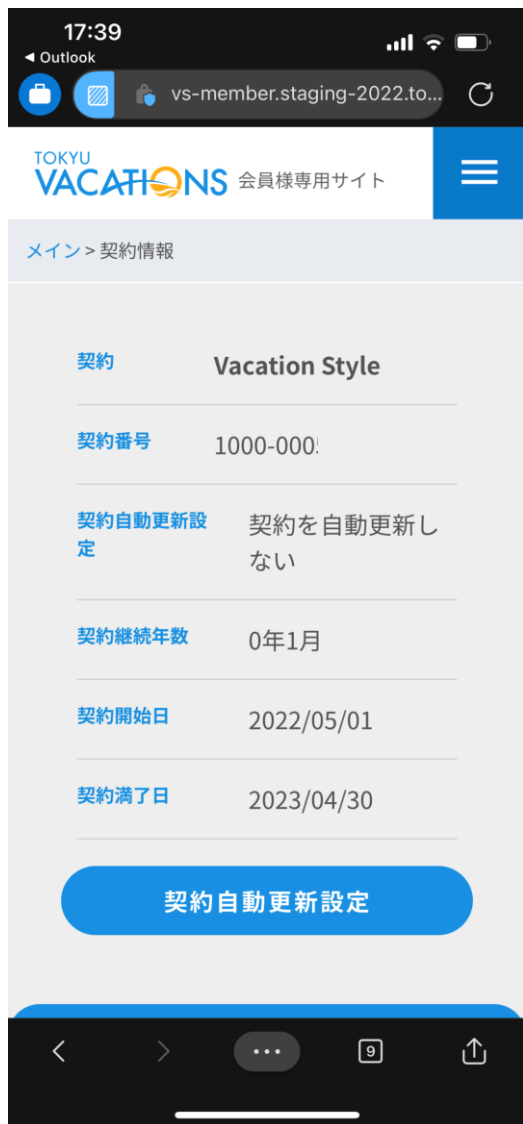 17:39
◀ Outlook
vs-member.staging-2022.to...
TOKYU
VACATIONS 会員様専用サイト
メイン > 契約情報
契約 Vacation Style
契約番号 1000-000
契約自動更新設
定
契約を自動更新し
ない
契約継続年数 0年1月
契約開始日 2022/05/01
契約満了日 2023/04/30
契約自動更新設定
9